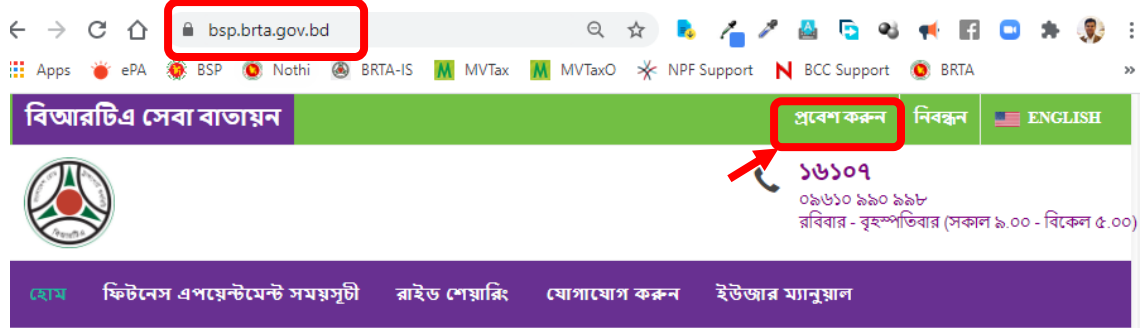 bsp.brta.gov.bd
Apps ePA BSP Nothi BRTA-IS MVTax MVTaxO NPF Support BCC Support BRTA »
বিআরটিএ সেবা বাতায়ন প্রবেশ করুন নিবন্ধন ENGLISH
১৬১০৭
০৯৬১০ ৯৯০ ৯৯৮
রবিবার - বৃহস্পতিবার (সকাল ৯.০০ - বিকেল ৫.০০)
বিআরটিএ
হোম ফিটনেস এপয়েন্টমেন্ট সময়সূচী রাইড শেয়ারিং যোগাযোগ করুন ইউজার ম্যানুয়াল